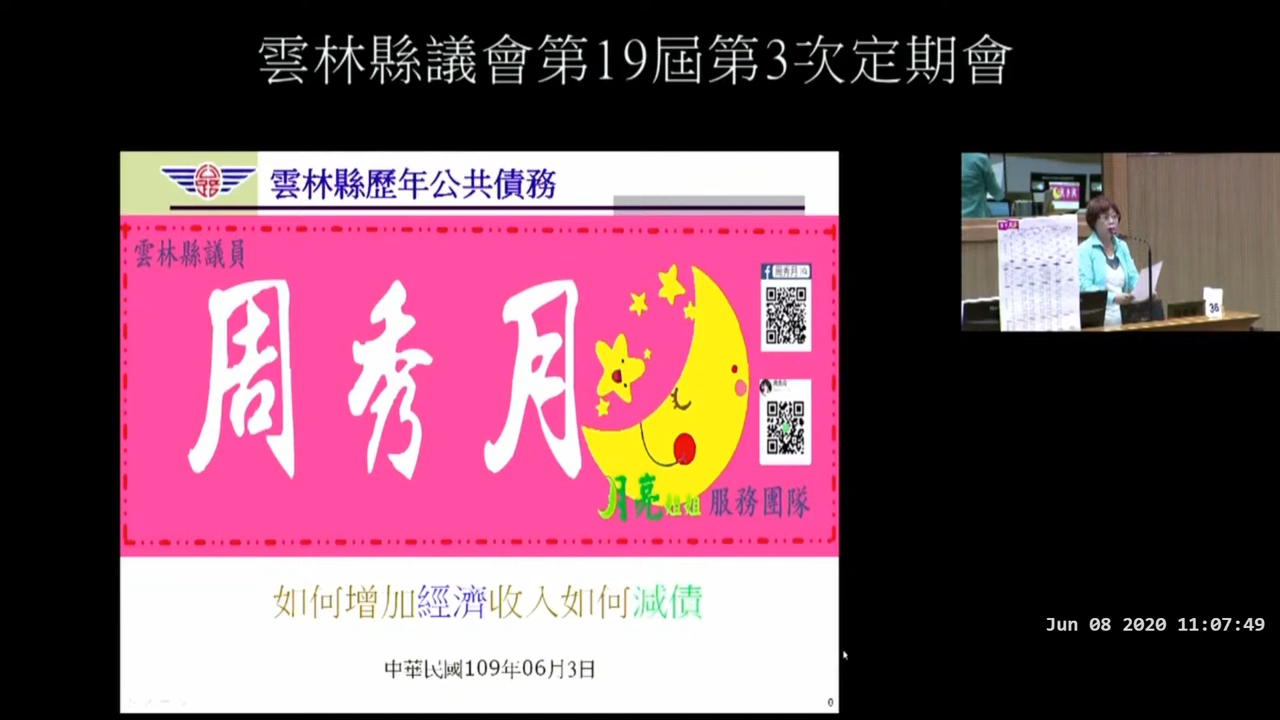 雲林縣議會第19屆第3次定期會
雲林縣歷年公共債務
雲林縣議員
周秀月
月亮姐姐 服務團隊
如何增加經濟收入如何減債
中華民國109年06月3日
0
36
Jun 08 2020 11:07:49